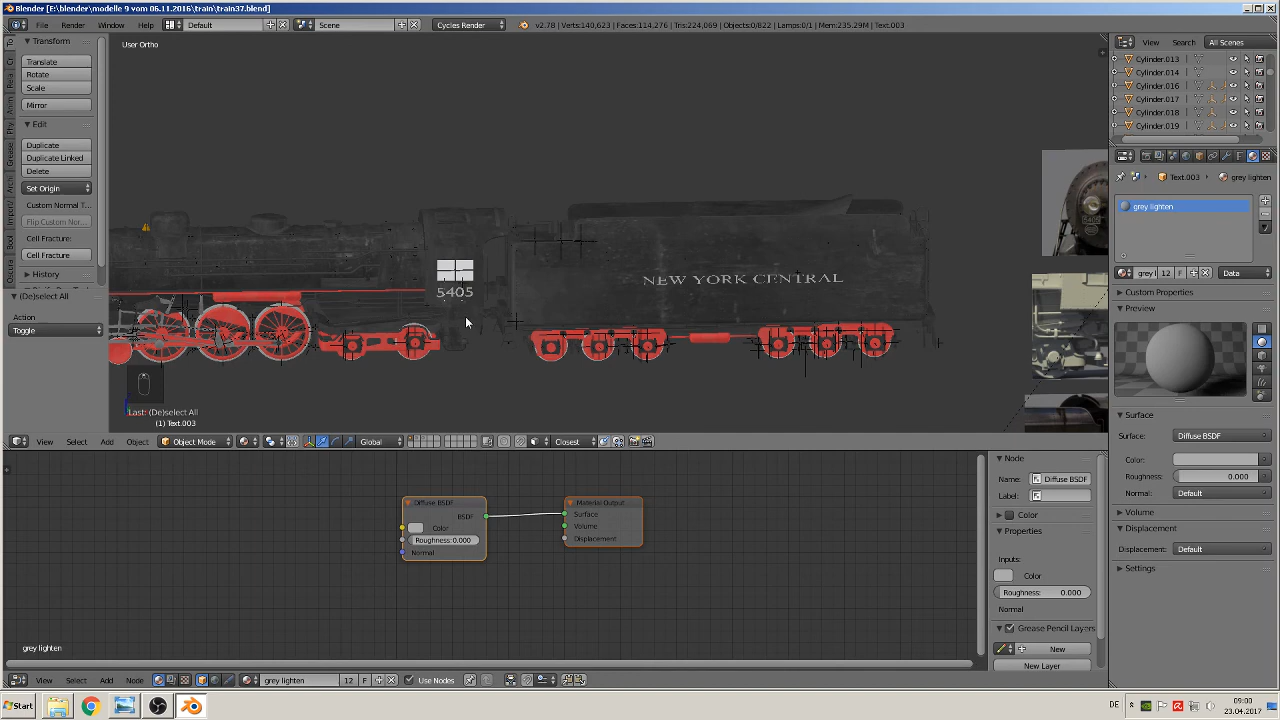 Blender [E:\blender\modelle 9 vom 06.11.2016\train\train37.blend]
File Render Window Help Default Scene Cycles Render v2.78 | Verts:140,623 | Faces:114,276 | Tris:224,069 | Objects:0/822 | Lamps:0/1 | Mem:235.29M | Text.003
View Search All Scenes
Transform
User Ortho
Translate
Rotate
Scale
Mirror
Edit
Duplicate
Duplicate Linked
Delete
Set Origin
Custom Normal T...
Flip Custom Nor...
Cell Fracture:
Cell Fracture
History
(De)select All
Action
Toggle
5405
NEW YORK CENTRAL
Last: (De)select All
(1) Text.003
View Select Add Object Object Mode Global Closest
Cylinder.013
Cylinder.014
Cylinder.016
Cylinder.017
Cylinder.018
Cylinder.019
Text.003 grey lighten
grey lighten
grey l 12 F Data
Custom Properties
Preview
Surface
Surface: Diffuse BSDF
Color:
Roughness: 0.000
Normal: Default
Volume
Displacement
Displacement: Default
Settings
Diffuse BSDF
BSDF
Color
Roughness:0.000
Normal
Material Output
Surface
Volume
Displacement
Node
Name: Diffuse BSDF
Label:
Color
Properties
Inputs:
Color
Roughness: 0.000
Normal
Grease Pencil Layers
New
New Layer
grey lighten
View Select Add Node grey lighten 12 F Use Nodes
Start DE 09:00
23.04.2017